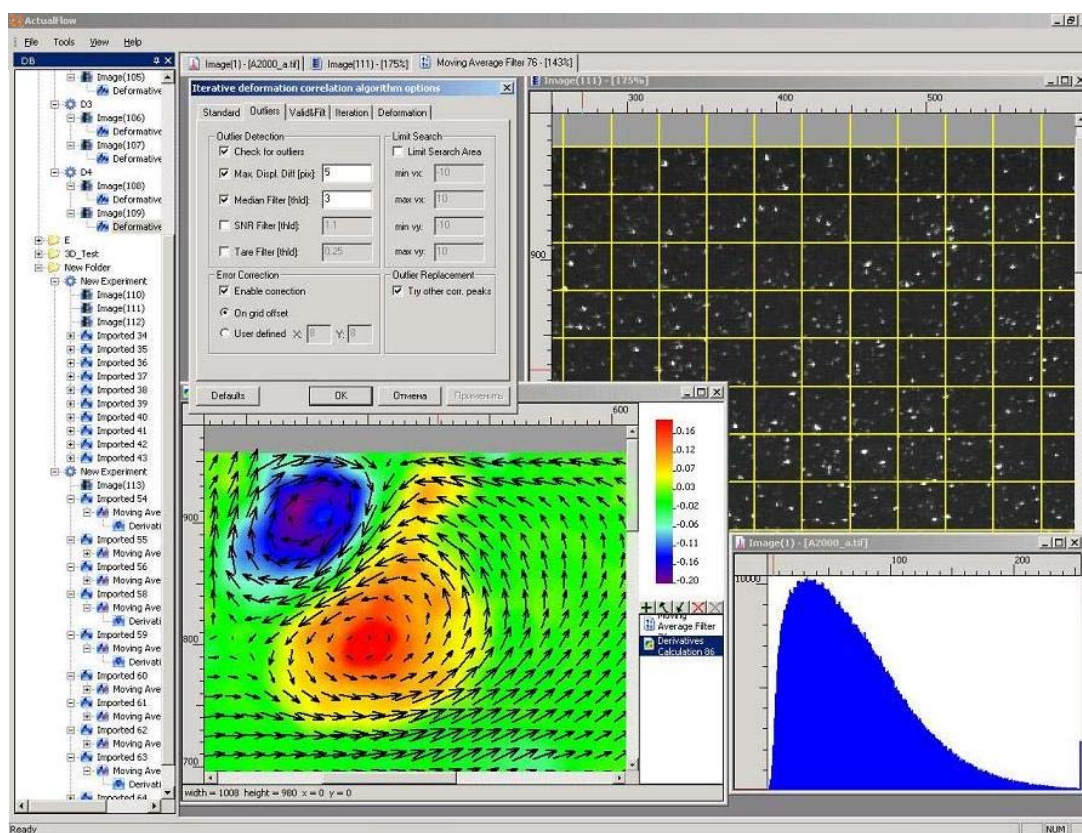 ActualFlow
File Tools View Help
DB
Image(105)
Deformative
D3
Image(106)
Deformative
Image(107)
Deformative
D4
Image(108)
Deformative
Image(109)
Deformative
E
3D_Test
New Folder
New Experiment
Image(110)
Image(111)
Image(112)
Imported 34
Imported 35
Imported 36
Imported 37
Imported 38
Imported 39
Imported 40
Imported 41
Imported 42
Imported 43
New Experiment
Image(113)
Imported 54
Moving Ave
Derivati
Imported 55
Moving Ave
Imported 56
Moving Ave
Imported 58
Moving Ave
Derivati
Imported 59
Moving Ave
Derivati
Imported 60
Moving Ave
Imported 61
Moving Ave
Imported 62
Moving Ave
Imported 63
Moving Ave
Derivati
Imported 64
Image(1) - [A2000_a.tif] Image(111) - [175%] Moving Average Filter 76 - [143%]
Iterative deformation correlation algorithm options
Standard Outliers Valid&Filt Iteration Deformation
Outlier Detection
Check for outliers
Max. Displ. Diff [pix]: 5
Median Filter [thld]: 3
SNR Filter [thld]: 1.1
Tare Filter [thld]: 0.25
Limit Search
Limit Serarch Area
min vx: -10
max vx: 10
min vy: -10
max vy: 10
Error Correction
Enable correction
On grid offset
User defined X: 8 Y: 8
Outlier Replacement
Try other corr. peaks
Defaults OK Отмена Применить
Image(111) - [175%]
300 400 500
900
600
900
800
700
0.16
0.12
0.07
0.03
-0.02
-0.06
-0.11
-0.16
-0.20
Moving
Average Filter
Derivatives
Calculation 86
width = 1008 height = 980 x = 0 y = 0
Image(1) - [A2000_a.tif]
100 200
10000
Ready NUM